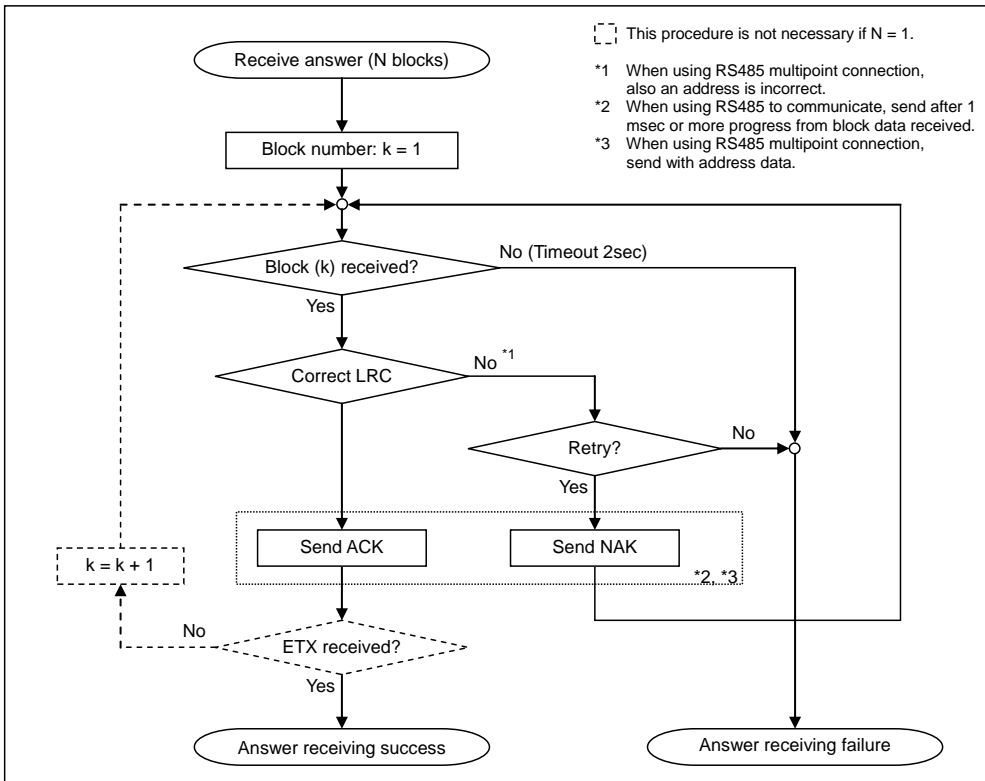 This procedure is not necessary if N = 1.
Receive answer (N blocks)
*1 When using RS485 multipoint connection,
also an address is incorrect.
*2 When using RS485 to communicate, send after 1
msec or more progress from block data received.
*3 When using RS485 multipoint connection,
send with address data.
Block number: k = 1
No (Timeout 2sec)
Block (k) received?
Yes
No *1
Correct LRC
Retry?
No
Yes
Send ACK
Send NAK
*2, *3
k = k + 1
No
ETX received?
Yes
Answer receiving success
Answer receiving failure